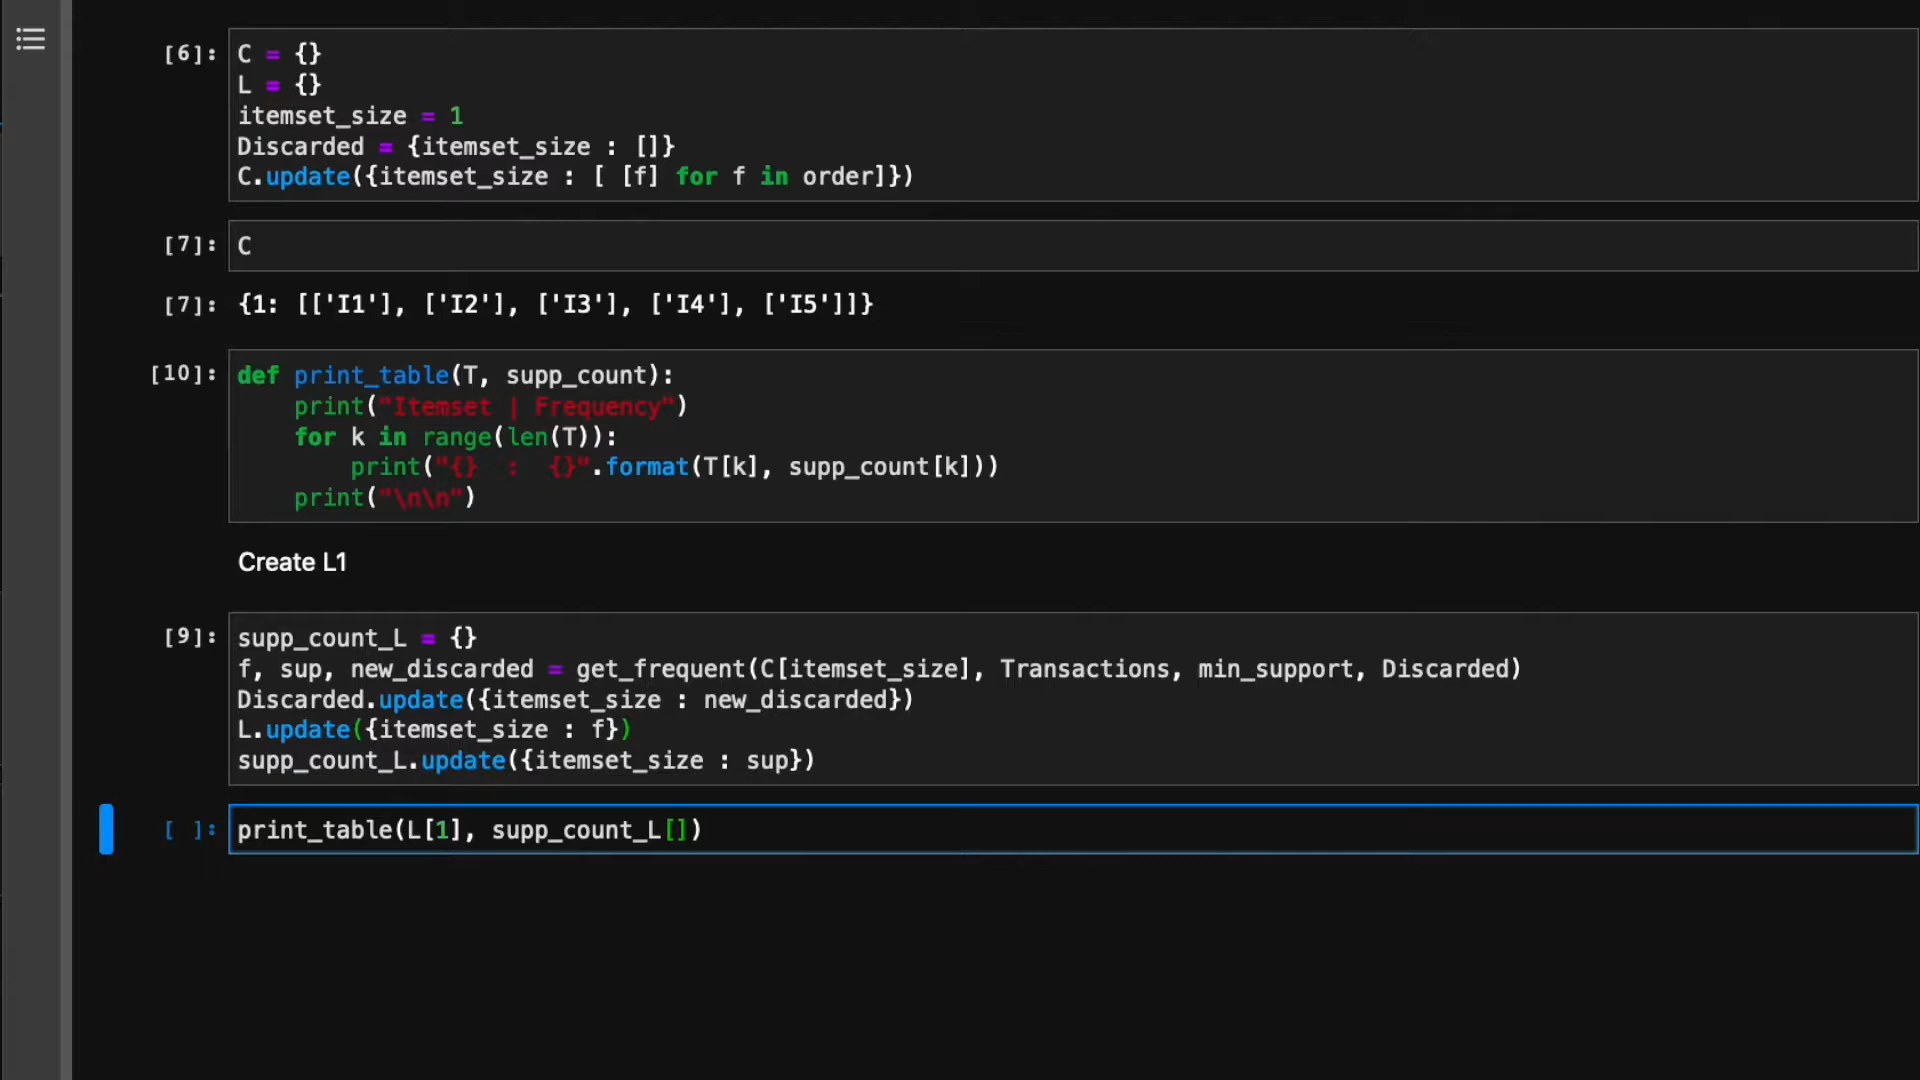 [6]: C = {}
L = {}
itemset_size = 1
Discarded = {itemset_size : []}
C.update({itemset_size : [ [f] for f in order]})
[7]: C
[7]: {1: [['I1'], ['I2'], ['I3'], ['I4'], ['I5']]}
[10]: def print_table(T, supp_count):
print("Itemset | Frequency")
for k in range(len(T)):
print("{}  :  {}".format(T[k], supp_count[k]))
print("\n\n")
Create L1
[9]: supp_count_L = {}
f, sup, new_discarded = get_frequent(C[itemset_size], Transactions, min_support, Discarded)
Discarded.update({itemset_size : new_discarded})
L.update({itemset_size : f})
supp_count_L.update({itemset_size : sup})
[ ]: print_table(L[1], supp_count_L[])